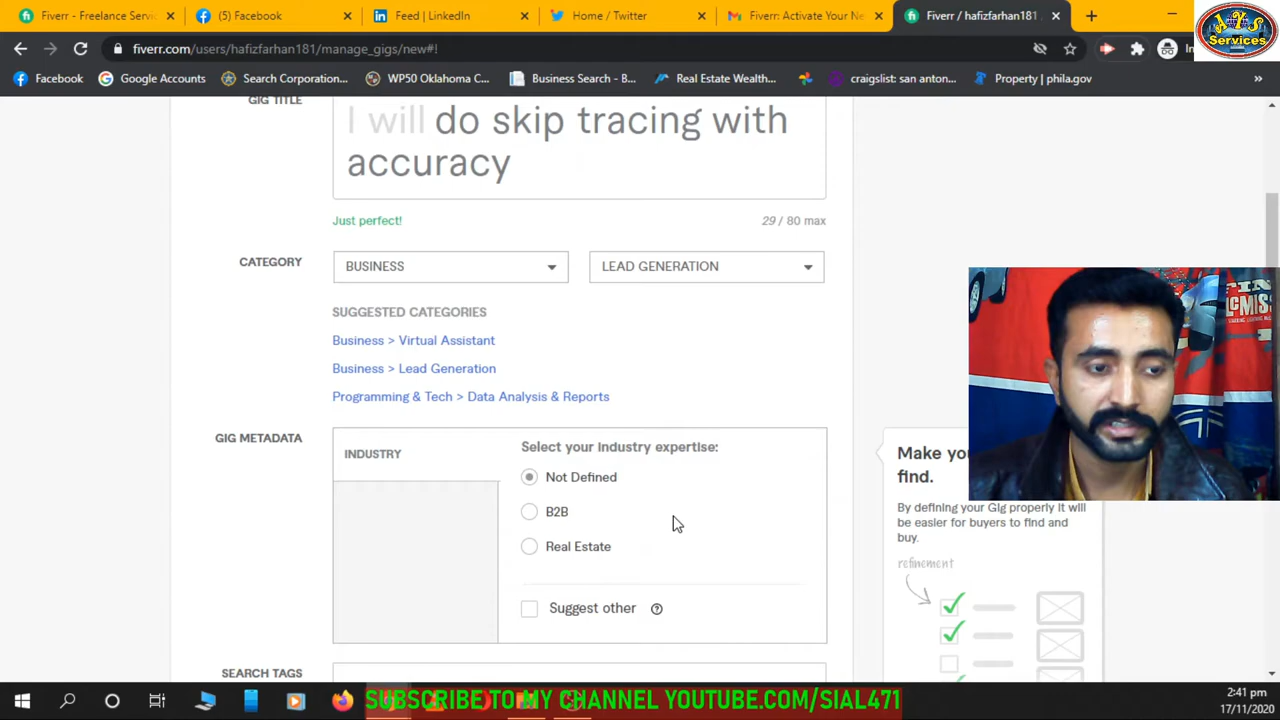 Fiverr - Freelance Servic
(5) Facebook
Feed | LinkedIn
Home / Twitter
Fiverr: Activate Your Ne
Fiverr / hafizfarhan181
AYS
Services
fiverr.com/users/hafizfarhan181/manage_gigs/new#!
Facebook
Google Accounts
Search Corporation...
WP50 Oklahoma C...
Business Search - B...
Real Estate Wealth...
craigslist: san anton...
Property | phila.gov
»
GIG TITLE
I will do skip tracing with
accuracy
Just perfect!
29 / 80 max
CATEGORY
BUSINESS
LEAD GENERATION
SUGGESTED CATEGORIES
Business > Virtual Assistant
Business > Lead Generation
Programming & Tech > Data Analysis & Reports
GIG METADATA
INDUSTRY
Select your industry expertise:
Not Defined
B2B
Real Estate
Suggest other
Make
find.
By defining your Gig properly it will
be easier for buyers to find and
buy.
refinement
SEARCH TAGS
SUBSCRIBE TO MY CHANNEL YOUTUBE.COM/SIAL471
2:41 pm
17/11/2020